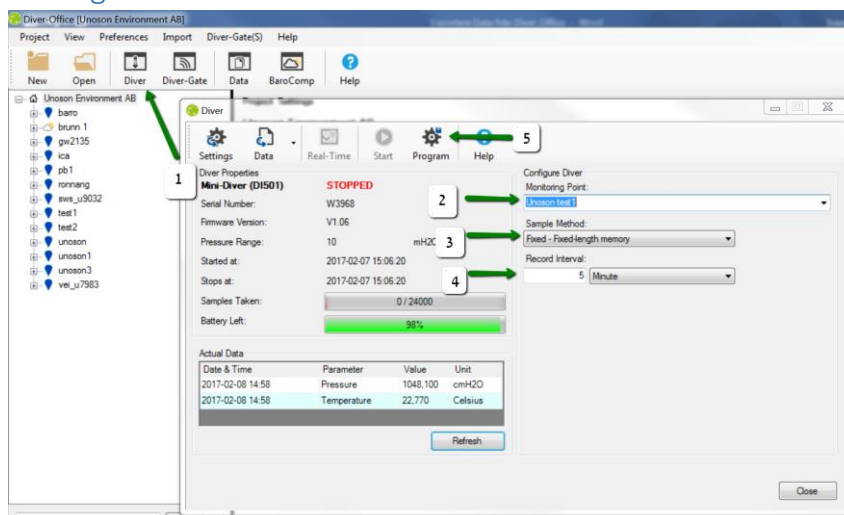 Diver-Office [Unoson Environment AB]
Project View Preferences Import Diver-Gate(S) Help
New Open Diver Diver-Gate Data BaroComp Help
Unoson Environment AB
barro
brunn 1
gw2135
ica
pb1
ronnang
sws_u9032
test1
test2
unoson
unoson1
unoson3
vei_u7983
1
Diver
Settings Data Real-Time Start Program Help
5
Diver Properties
Mini-Diver (DI501) STOPPED
Serial Number: W3968
Firmware Version: V1.06
Pressure Range: 10 mH2O
Started at: 2017-02-07 15:06:20
Stops at: 2017-02-07 15:06:20
Samples Taken: 0 / 24000
Battery Left: 98%
Configure Diver
Monitoring Point:
2
Unoson test1
Sample Method:
3
Fixed - Fixed-length memory
Record Interval:
4
5 Minute
Actual Data
Date & Time Parameter Value Unit
2017-02-08 14:58 Pressure 1048,100 cmH2O
2017-02-08 14:58 Temperature 22,770 Celsius
Refresh
Close